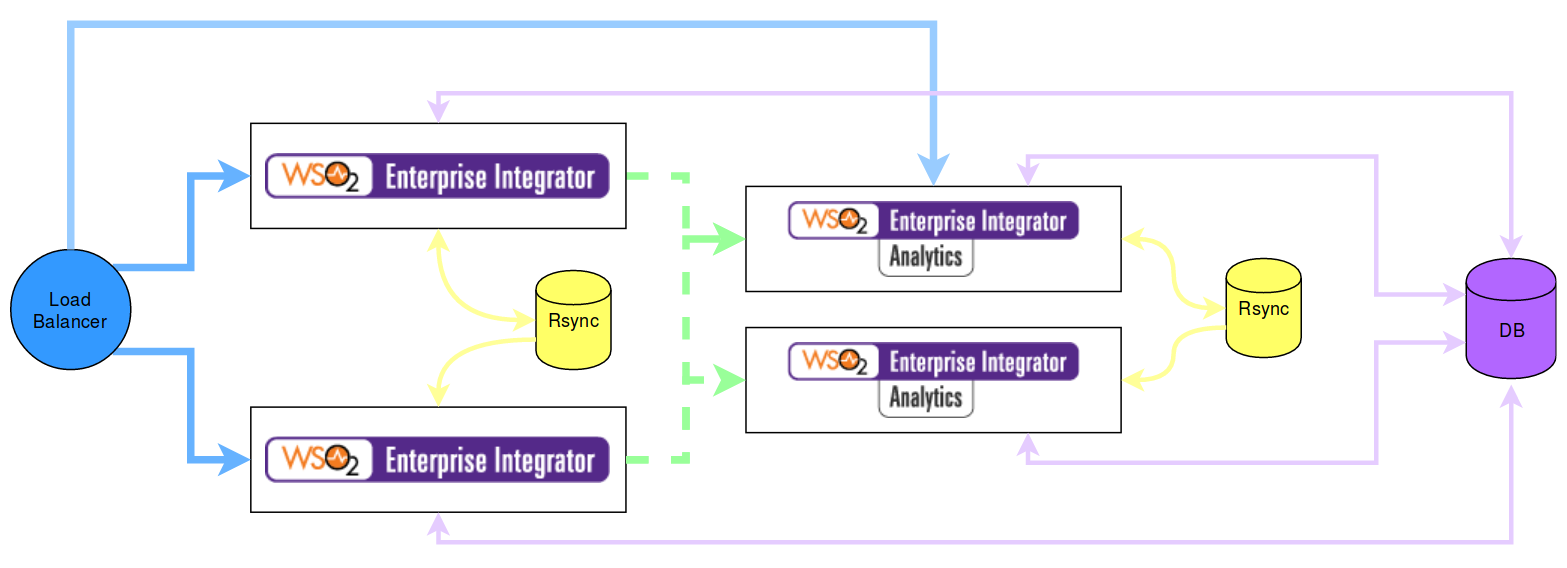 WSO2 Enterprise Integrator
WSO2 Enterprise Integrator
Analytics
Load
Balancer
Rsync
Rsync
DB
WSO2 Enterprise Integrator
Analytics
WSO2 Enterprise Integrator